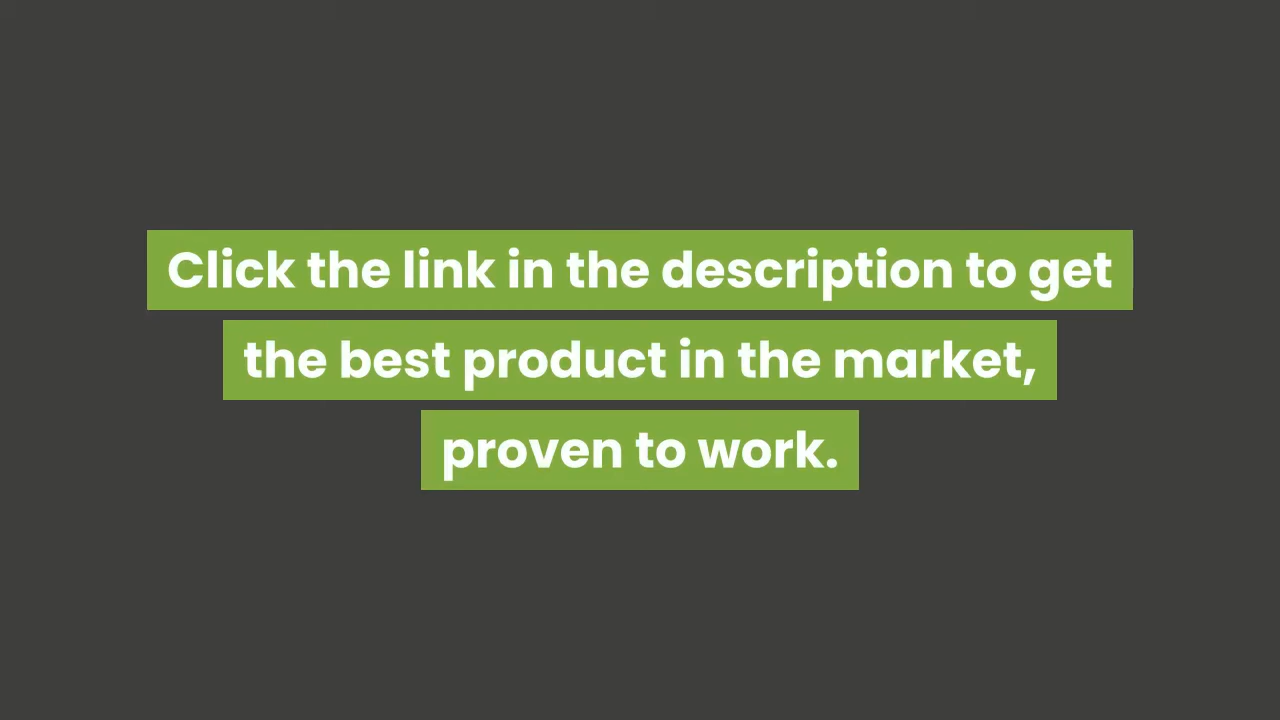 Click the link in the description to get
the best product in the market,
proven to work.